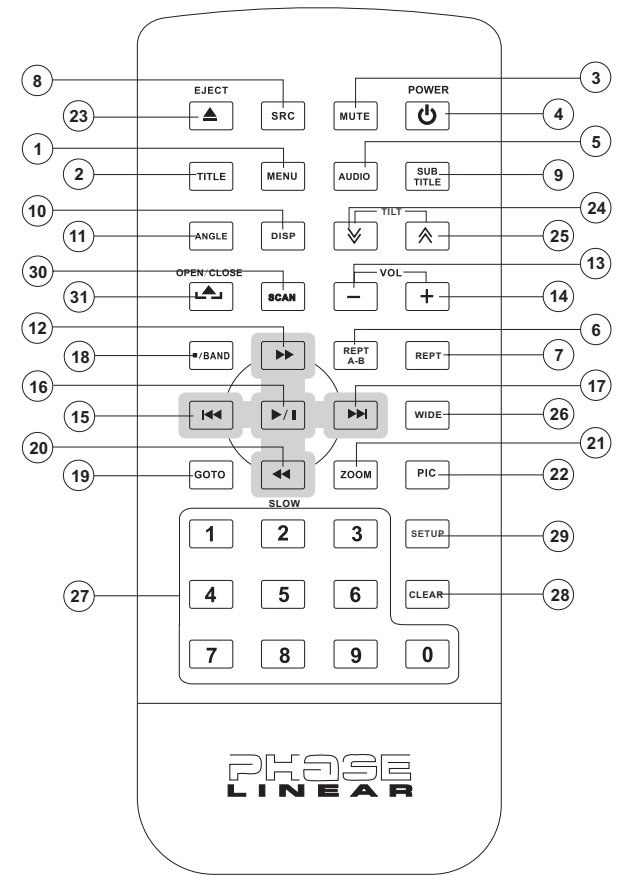 8
3
EJECT
POWER
23
SRC
MUTE
4
1
5
2
TITLE
MENU
AUDIO
SUB
TITLE
9
10
24
11
ANGLE
DISP
TILT
25
30
13
OPEN/CLOSE
VOL
31
SCAN
−
+
14
12
6
18
■/BAND
REPT
A-B
REPT
7
16
17
15
WIDE
26
20
21
19
GOTO
ZOOM
PIC
22
SLOW
1
2
3
SETUP
29
27
4
5
6
CLEAR
28
7
8
9
0
PHASE
LINEAR